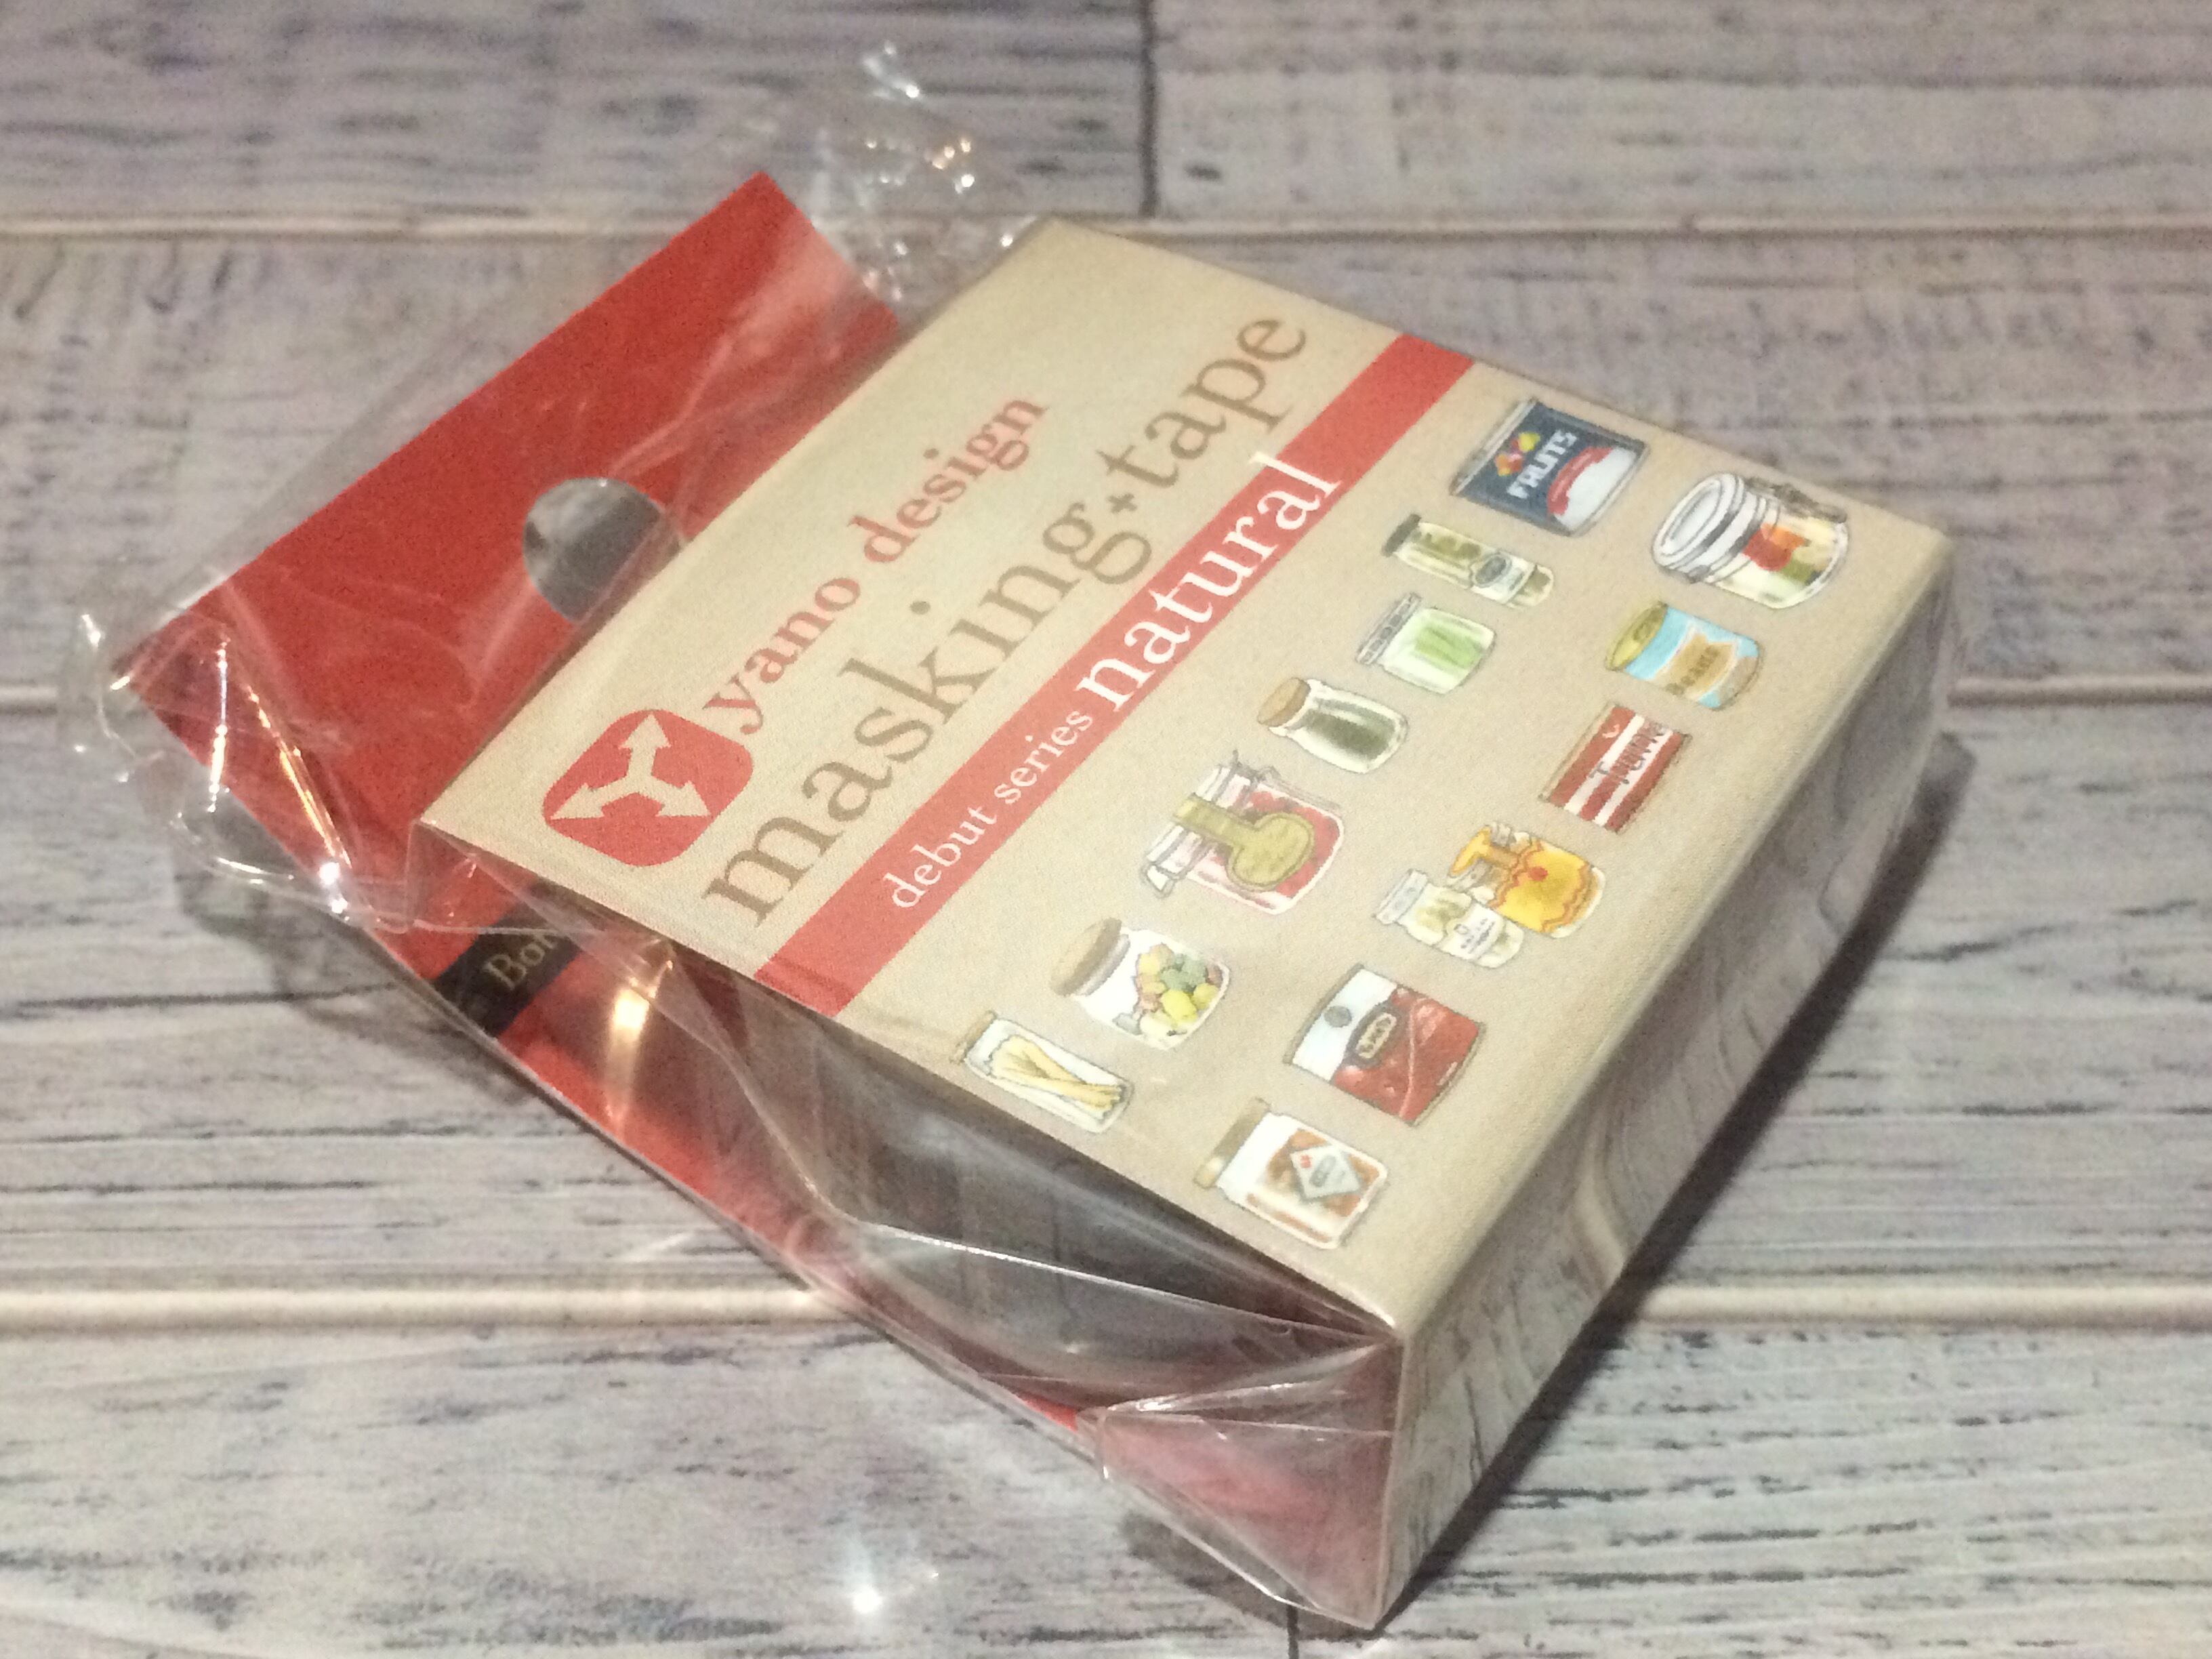 yano design
masking+tape
debut series natural
FRUITS